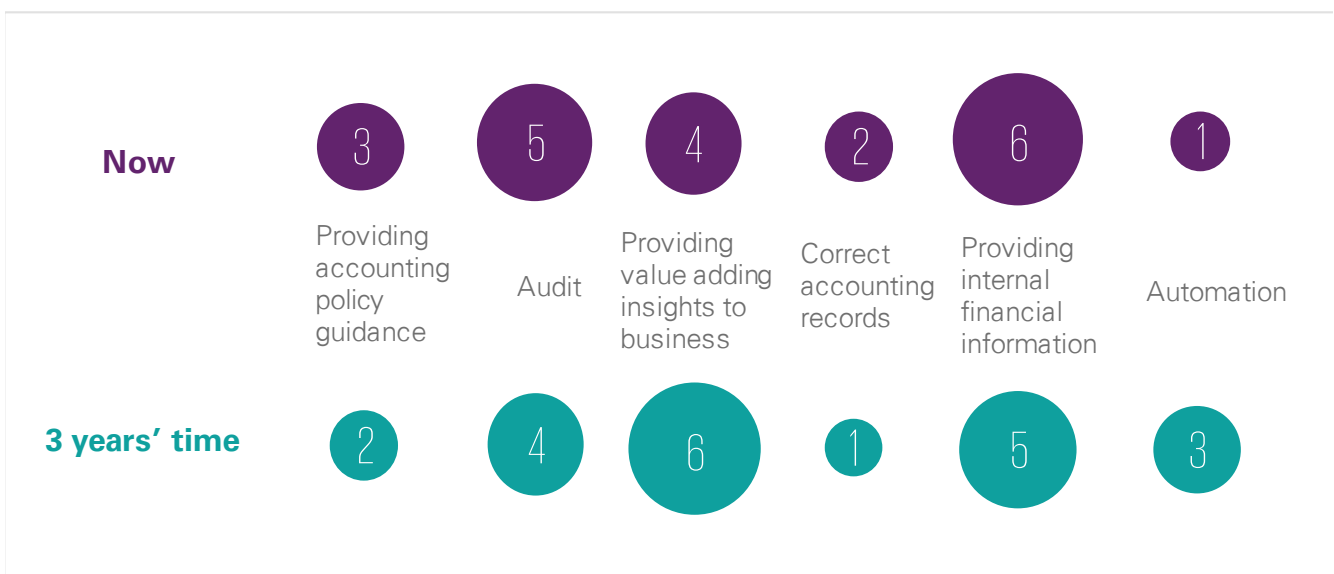 Now
3
5
4
2
6
1
Providing
accounting
policy
guidance
Audit
Providing
value adding
insights to
business
Correct
accounting
records
Providing
internal
financial
information
Automation
3 years’ time
2
4
6
1
5
3